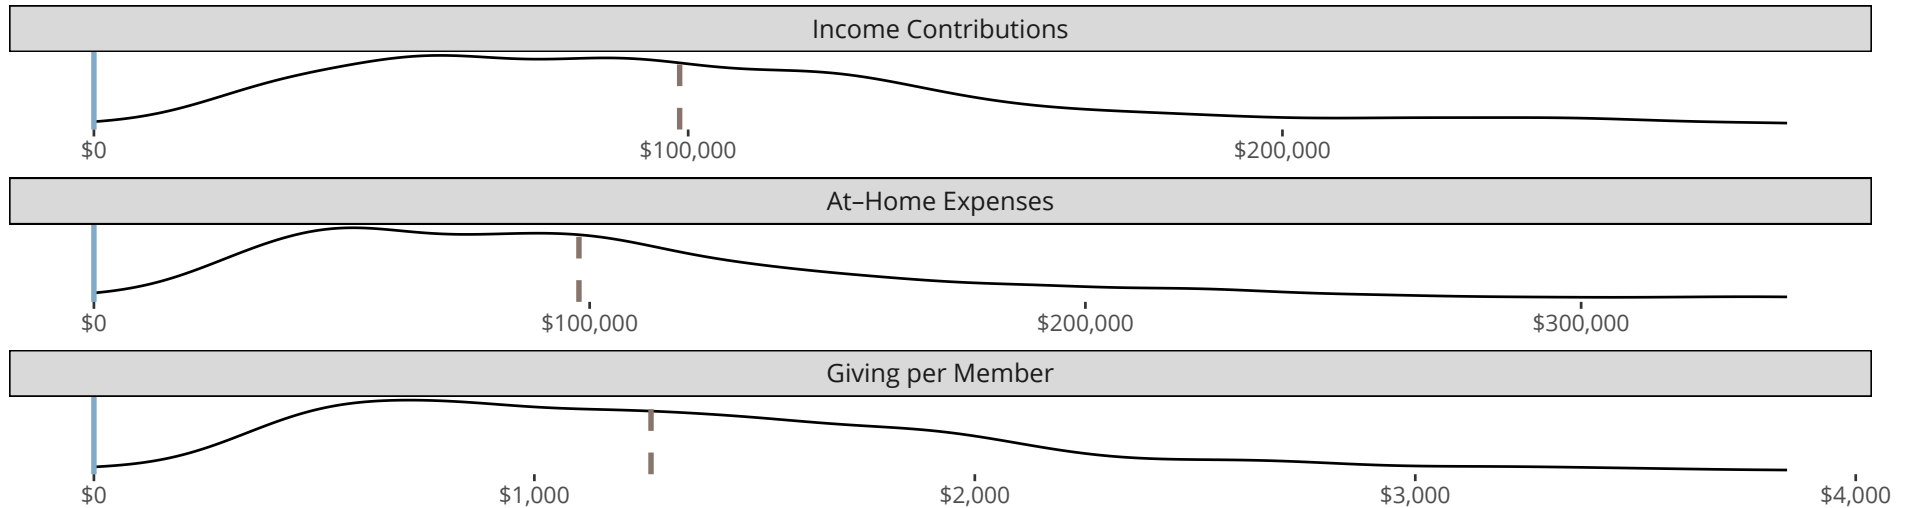 Income Contributions
$0 $100,000 $200,000
At–Home Expenses
$0 $100,000 $200,000 $300,000
Giving per Member
$0 $1,000 $2,000 $3,000 $4,000